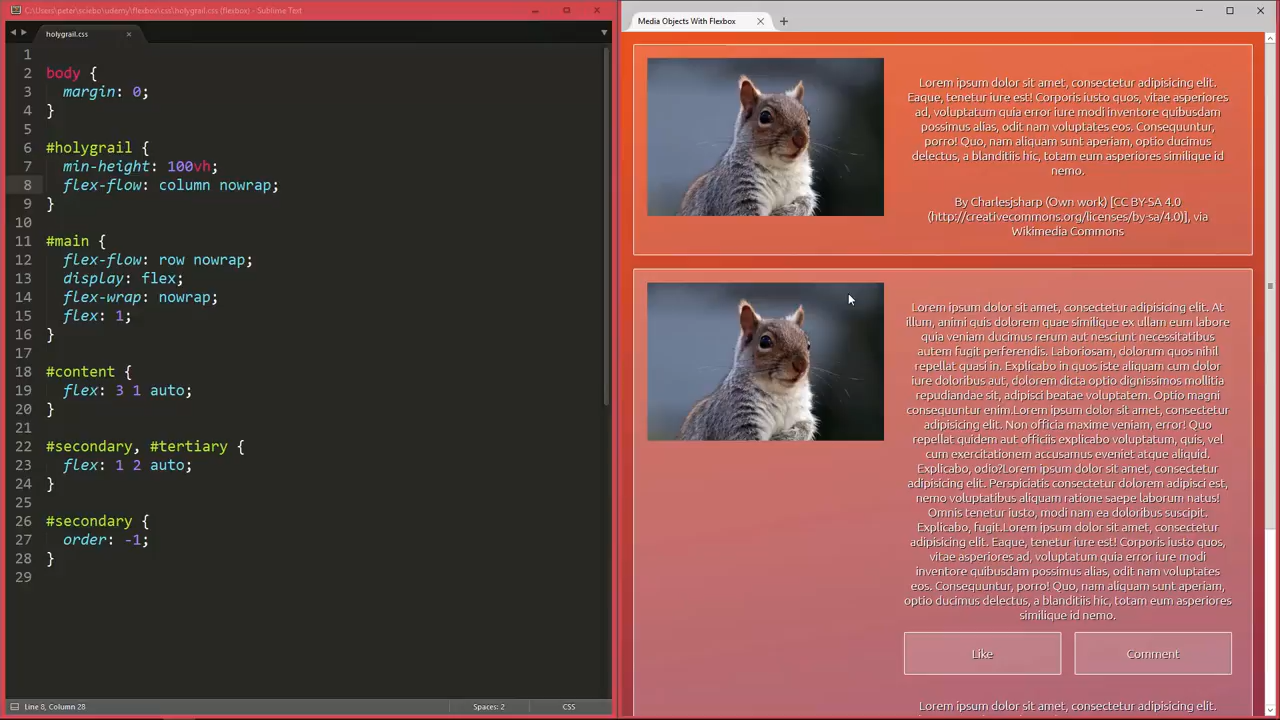 C:\Users\peter\sciebo\udemy\flexbox\css\holygrail.css (flexbox) - Sublime Text
holygrail.css
1
2 body {
3 margin: 0;
4 }
5
6 #holygrail {
7 min-height: 100vh;
8 flex-flow: column nowrap;
9 }
10
11 #main {
12 flex-flow: row nowrap;
13 display: flex;
14 flex-wrap: nowrap;
15 flex: 1;
16 }
17
18 #content {
19 flex: 3 1 auto;
20 }
21
22 #secondary, #tertiary {
23 flex: 1 2 auto;
24 }
25
26 #secondary {
27 order: -1;
28 }
29
Line 8, Column 28
Spaces: 2
CSS
Media Objects With Flexbox
Lorem ipsum dolor sit amet, consectetur adipisicing elit.
Eaque, tenetur iure est! Corporis iusto quos, vitae asperiores
ad, voluptatum quia error iure modi inventore quibusdam
possimus alias, odit nam voluptates eos. Consequuntur,
porro! Quo, nam aliquam sunt aperiam, optio ducimus
delectus, a blanditiis hic, totam eum asperiores similique id
nemo.
By Charlesjsharp (Own work) [CC BY-SA 4.0
(http://creativecommons.org/licenses/by-sa/4.0)], via
Wikimedia Commons
Lorem ipsum dolor sit amet, consectetur adipisicing elit. At
illum, animi quis dolorem quae similique ex ullam eum labore
quia veniam ducimus rerum aut nesciunt necessitatibus
autem fugit perferendis. Laboriosam, dolorum quos nihil
repellat quasi in. Explicabo in quos iste aliquam cum dolor
iure doloribus aut, dolorem dicta optio dignissimos mollitia
repudiandae sit, adipisci beatae voluptatem. Optio magni
consequuntur enim.Lorem ipsum dolor sit amet, consectetur
adipisicing elit. Non officia maxime veniam, error! Quo
repellat quidem aut officiis explicabo voluptatum, quis, vel
cum exercitationem accusamus eveniet atque aliquid.
Explicabo, odio?Lorem ipsum dolor sit amet, consectetur
adipisicing elit. Perspiciatis consectetur dolorem adipisci est,
nemo voluptatibus aliquam ratione saepe laborum natus!
Omnis tenetur iusto, modi nam ea doloribus suscipit.
Explicabo, fugit.Lorem ipsum dolor sit amet, consectetur
adipisicing elit. Eaque, tenetur iure est! Corporis iusto quos,
vitae asperiores ad, voluptatum quia error iure modi
inventore quibusdam possimus alias, odit nam voluptates
eos. Consequuntur, porro! Quo, nam aliquam sunt aperiam,
optio ducimus delectus, a blanditiis hic, totam eum asperiores
similique id nemo.
Like
Comment
Lorem ipsum dolor sit amet, consectetur adipisicing elit.